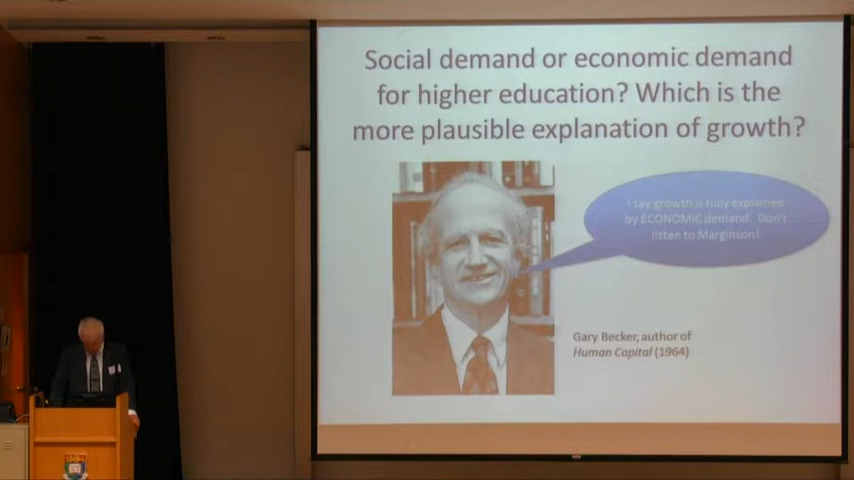 Social demand or economic demand
for higher education? Which is the
more plausible explanation of growth?
I say growth is fully explained
by ECONOMIC demand. Don't
listen to Marginson!
Gary Becker, author of
Human Capital (1964)